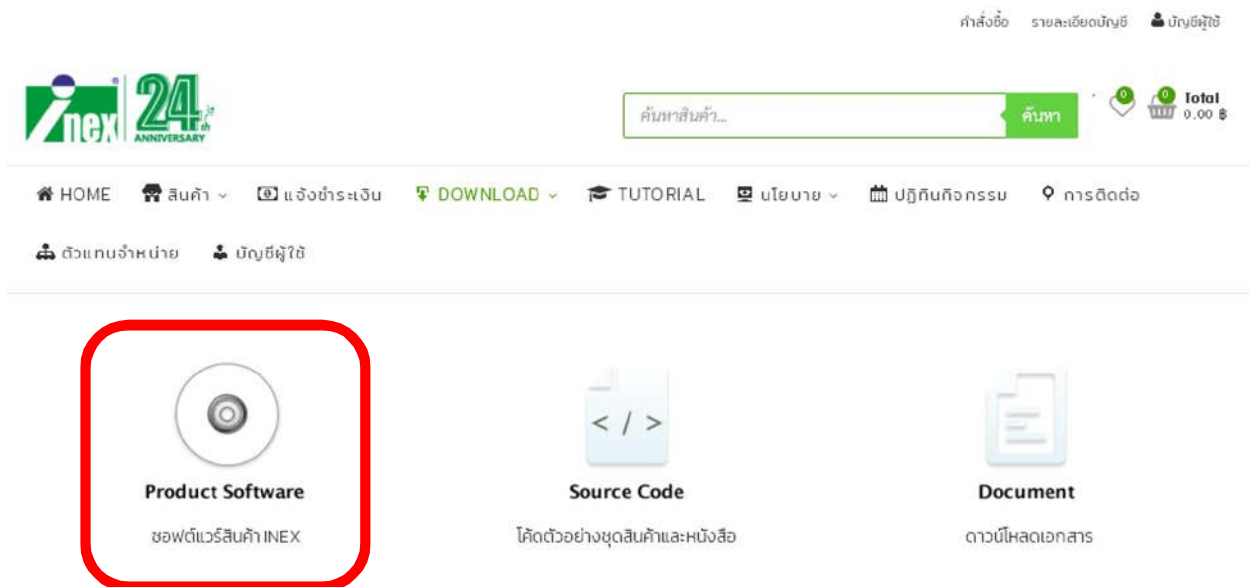 คำสั่งซื้อ รายละเอียดบัญชี บัญชีผู้ใช้
inex 24th ANNIVERSARY
ค้นหาสินค้า... ค้นหา 0 0 Total
0.00 ฿
HOME สินค้า แจ้งชำระเงิน DOWNLOAD TUTORIAL นโยบาย ปฏิทินกิจกรรม การติดต่อ
ตัวแทนจำหน่าย บัญชีผู้ใช้
< / >
Product Software Source Code Document
ซอฟต์แวร์สินค้า INEX โค้ดตัวอย่างชุดสินค้าและหนังสือ ดาวน์โหลดเอกสาร